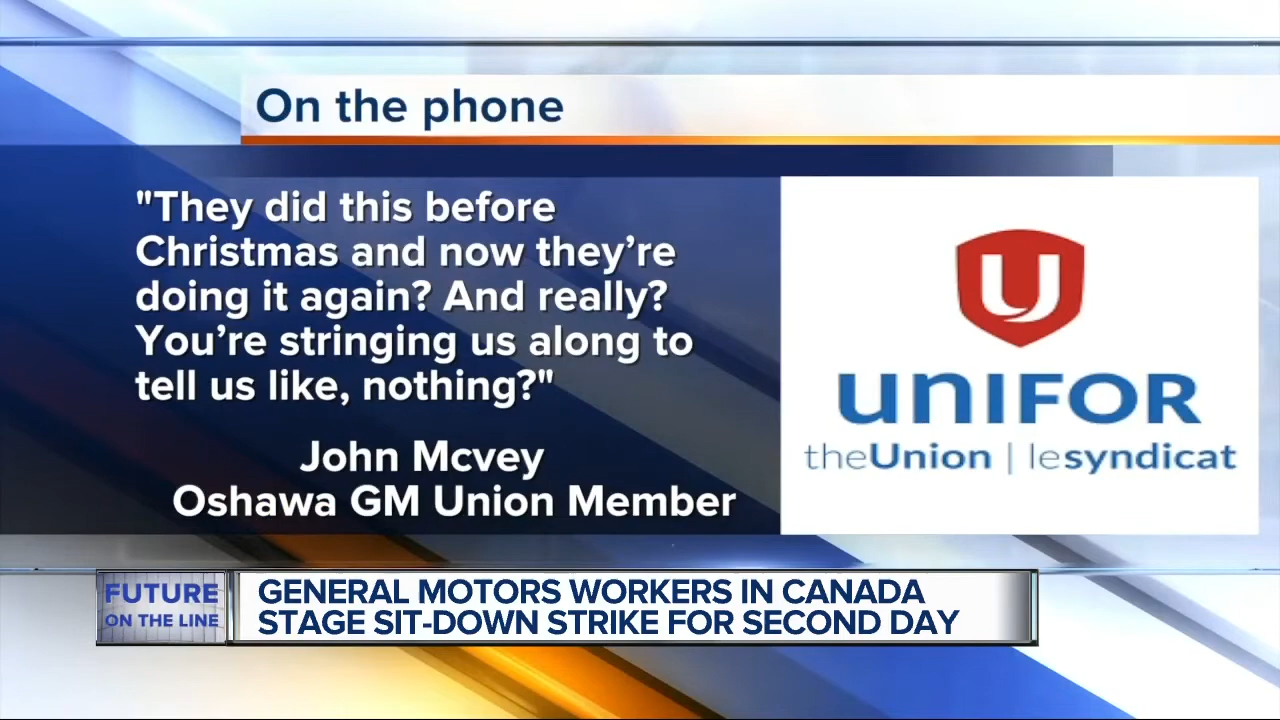 On the phone
"They did this before
Christmas and now they’re
doing it again? And really?
You’re stringing us along to
tell us like, nothing?"
John Mcvey
Oshawa GM Union Member
U
UNIFOR
theUnion | lesyndicat
FUTURE
ON THE LINE
GENERAL MOTORS WORKERS IN CANADA
STAGE SIT-DOWN STRIKE FOR SECOND DAY